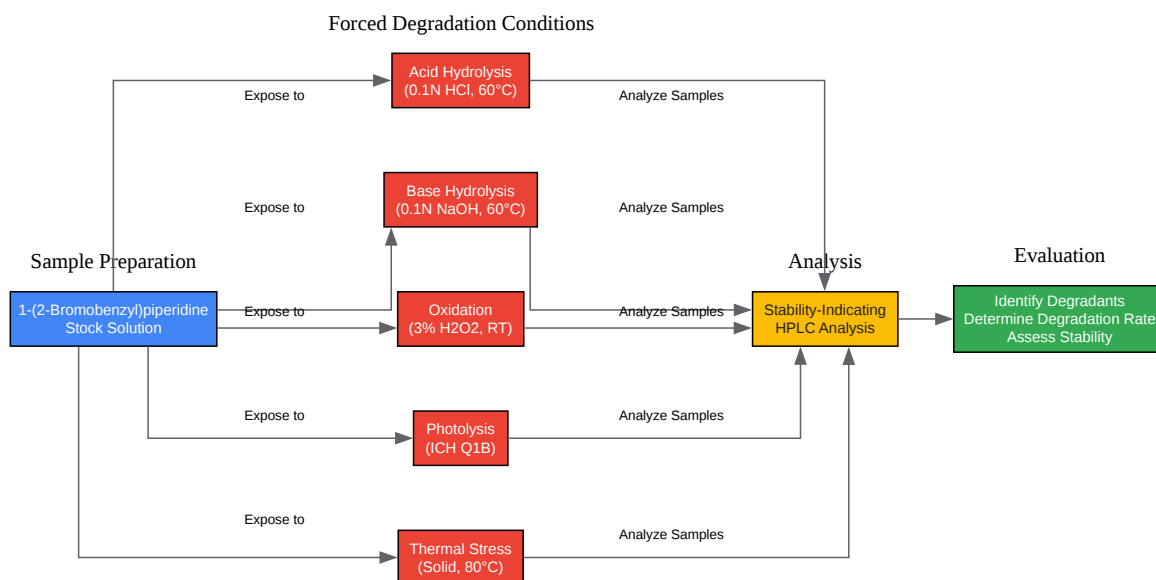 Forced Degradation Conditions
Acid Hydrolysis
(0.1N HCl, 60°C)
Expose to
Analyze Samples
Base Hydrolysis
(0.1N NaOH, 60°C)
Expose to
Analyze Samples
Sample Preparation
Analysis
Evaluation
1-(2-Bromobenzyl)piperidine
Stock Solution
Expose to
Oxidation
(3% H2O2, RT)
Analyze Samples
Stability-Indicating
HPLC Analysis
Identify Degradants
Determine Degradation Rate
Assess Stability
Expose to
Photolysis
(ICH Q1B)
Analyze Samples
Expose to
Thermal Stress
(Solid, 80°C)
Analyze Samples